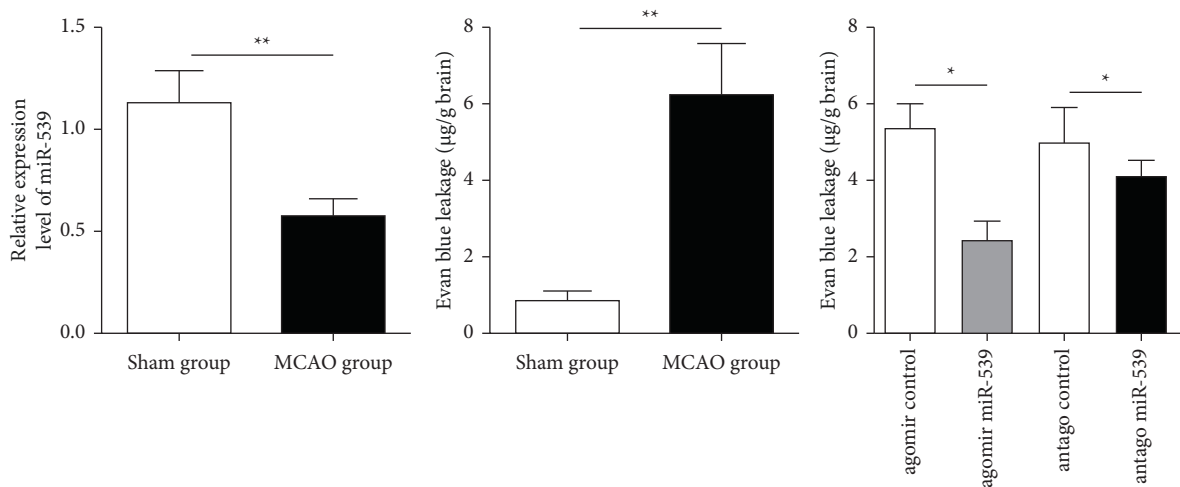 Relative expression
level of miR-539
1.5
1.0
0.5
0.0
**
Sham group
MCAO group
Evan blue leakage (μg/g brain)
8
6
4
2
0
**
Sham group
MCAO group
Evan blue leakage (μg/g brain)
8
6
4
2
0
*
*
agomir control
agomir miR-539
antago control
antago miR-539